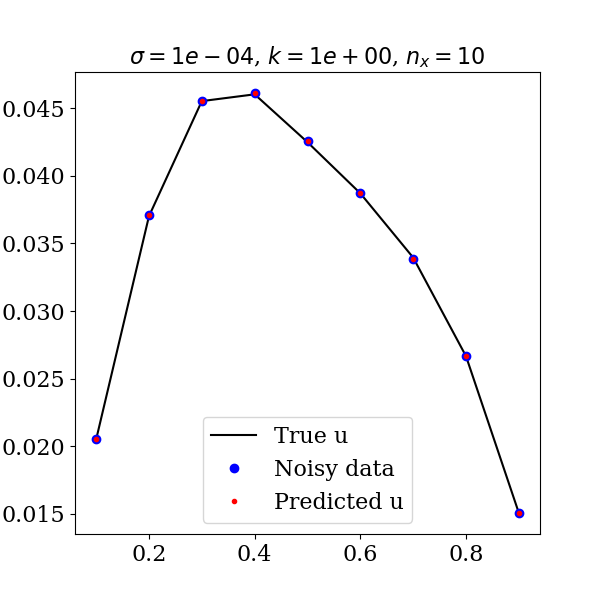 σ = 1e − 04, k = 1e + 00, nₓ = 10
0.045
0.040
0.035
0.030
0.025
0.020
0.015
True u
Noisy data
Predicted u
0.2 0.4 0.6 0.8